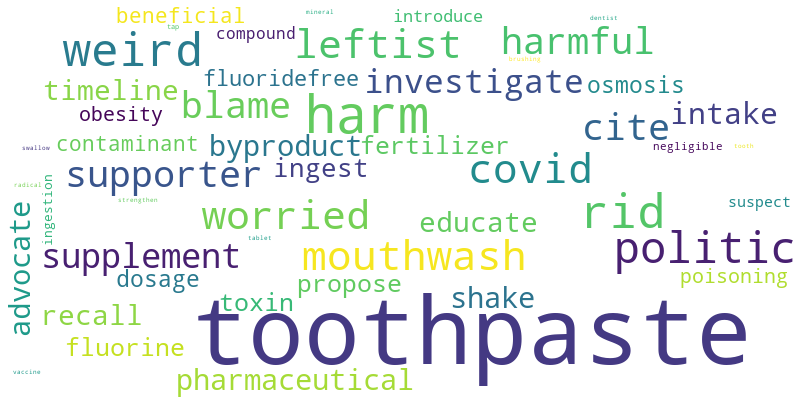 beneficial
mineral
introduce
dentist
tap
compound
leftist
harmful
weird
brushing
fluoridefree
investigate
osmosis
timeline
blame
harm
obesity
intake
cite
contaminant
byproduct
fertilizer
negligible
tooth
swallow
supporter
ingest
covid
radical
ingestion
strengthen
worried
educate
rid
suspect
advocate
tablet
supplement
mouthwash
politic
dosage
propose
poisoning
toxin
shake
recall
toothpaste
fluorine
vaccine
pharmaceutical